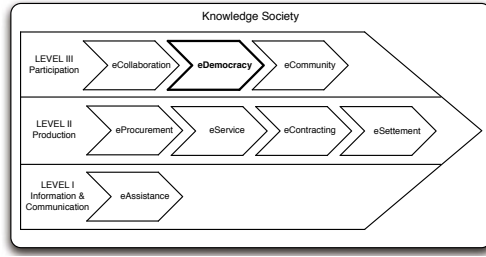 Knowledge Society
LEVEL III
Participation
eCollaboration
eDemocracy
eCommunity
LEVEL II
Production
eProcurement
eService
eContracting
eSettement
LEVEL I
Information &
Communication
eAssistance